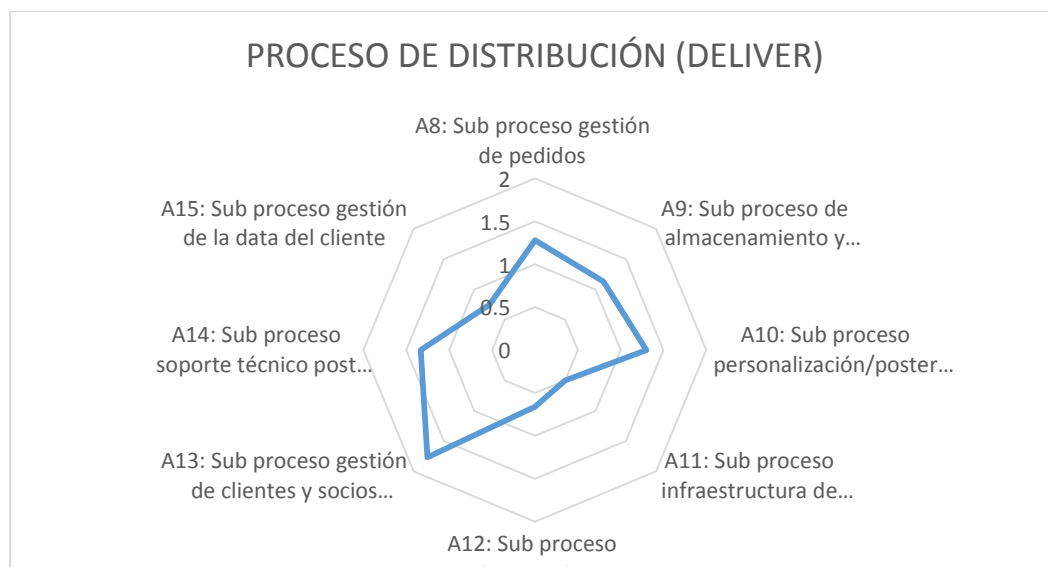 PROCESO DE DISTRIBUCIÓN (DELIVER)
A8: Sub proceso gestión
de pedidos
2
A15: Sub proceso gestión
de la data del cliente
A9: Sub proceso de
almacenamiento y...
1.5
1
0.5
0
A14: Sub proceso
soporte técnico post...
A10: Sub proceso
personalización/poster...
A13: Sub proceso gestión
de clientes y socios...
A11: Sub proceso
infraestructura de...
A12: Sub proceso